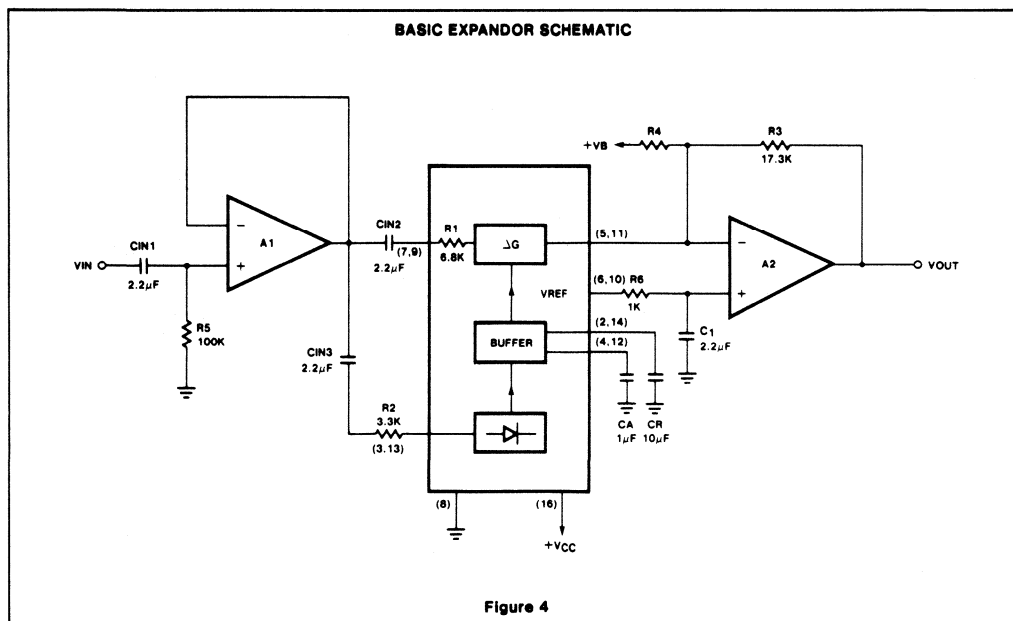 BASIC EXPANDOR SCHEMATIC
R4
R3
+VB
17.3K
CIN1
VIN
2.2µF
−
+
A1
CIN2
(7,9)
2.2µF
R1
6.8K
ΔG
(5,11)
−
+
A2
VOUT
VREF
(6,10) R6
1K
C1
2.2µF
R5
100K
CIN3
2.2µF
BUFFER
(2,14)
(4,12)
CA
1µF
CR
10µF
R2
3.3K
(3.13)
(8)
(16)
+VCC
Figure 4